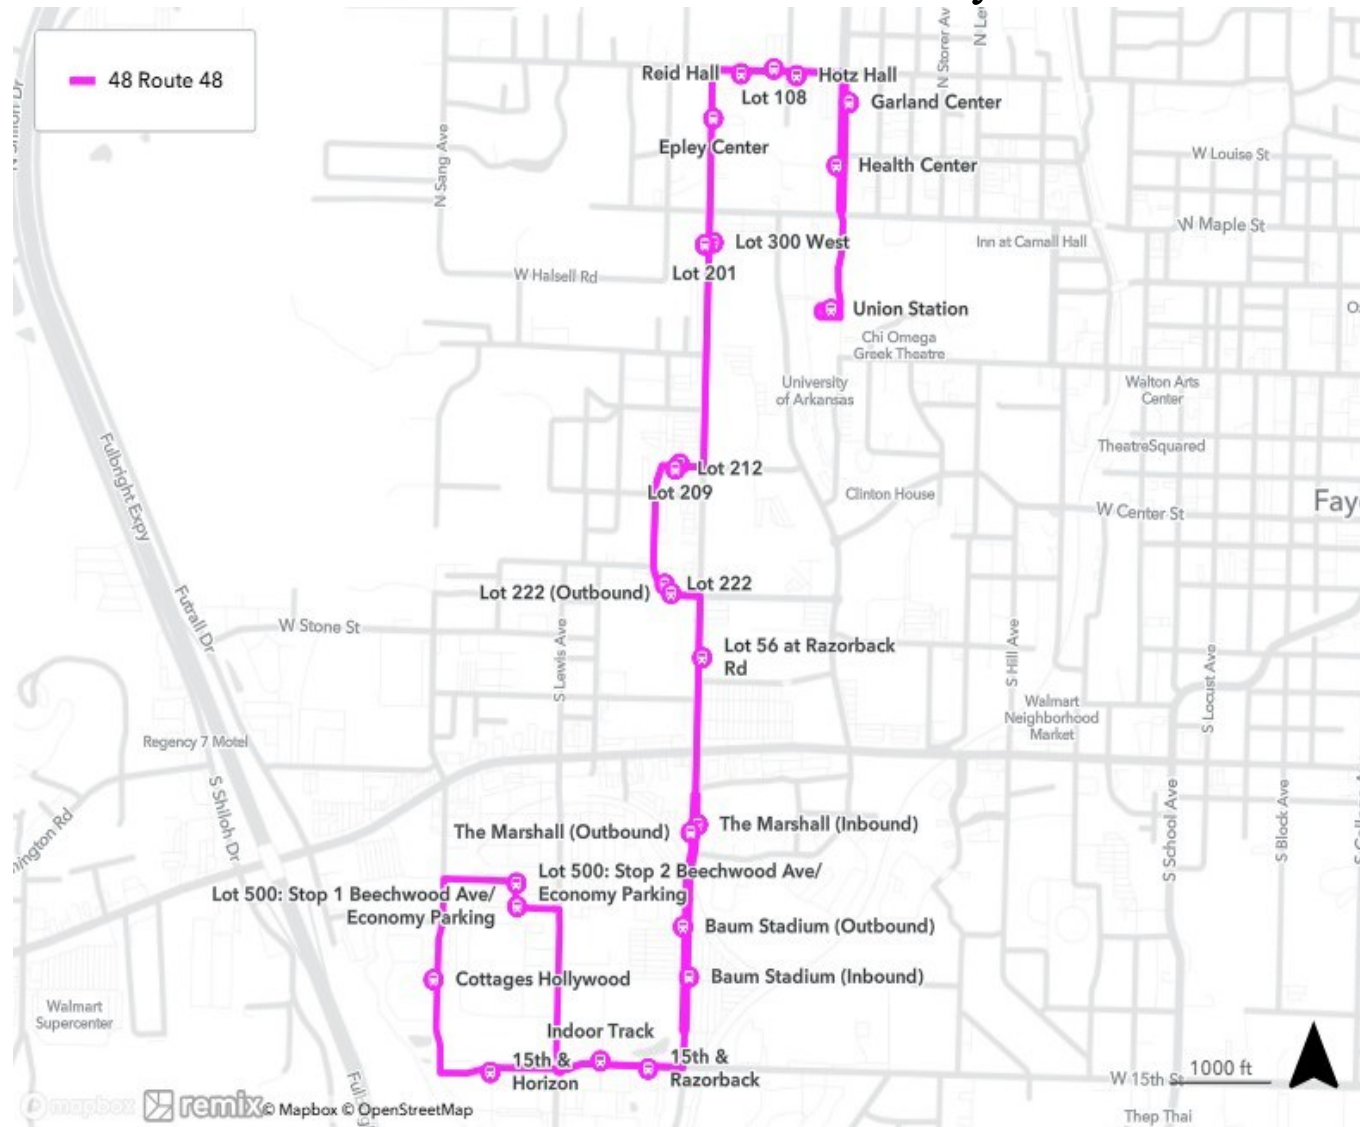 48 Route 48
Reid Hall
Hotz Hall
Lot 108
Garland Center
Epley Center
Health Center
N Storer Av
N Le
N Shiloh Dr
N Sang Ave
W Louise St
N Maple St
Lot 300 West
Inn at Carnall Hall
Lot 201
W Halsell Rd
Union Station
Chi Omega
Greek Theatre
University
of Arkansas
Walton Arts
Center
TheatreSquared
Lot 212
Lot 209
Clinton House
W Center St
Fay
Fulbright Expy
Lot 222
Lot 222 (Outbound)
Futrall Dr
W Stone St
S Lewis Ave
Lot 56 at Razorback
Rd
S Hill Ave
S Locust Ave
Walmart
Neighborhood
Market
Regency 7 Motel
S Shiloh Dr
nington Rd
The Marshall (Inbound)
The Marshall (Outbound)
S School Ave
S Block Ave
Lot 500: Stop 2 Beechwood Ave/
Economy Parking
Lot 500: Stop 1 Beechwood Ave/
Economy Parking
Baum Stadium (Outbound)
Baum Stadium (Inbound)
Cottages Hollywood
Walmart
Supercenter
Indoor Track
15th &
Horizon
15th &
Razorback
W 15th St
1000 ft
Thep Thai
mapbox
remix
© Mapbox © OpenStreetMap